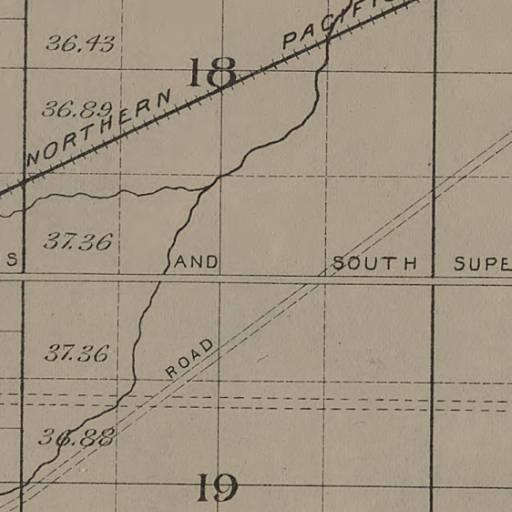 36.43
18
PACIFIC
36.89
NORTHERN
37.36
S AND SOUTH SUPE
37.36
ROAD
36.88
19